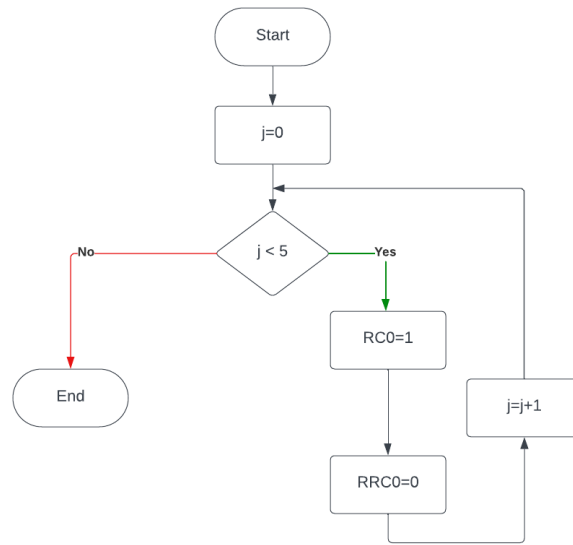 Start
j=0
j < 5
No
Yes
RC0=1
End
j=j+1
RRC0=0